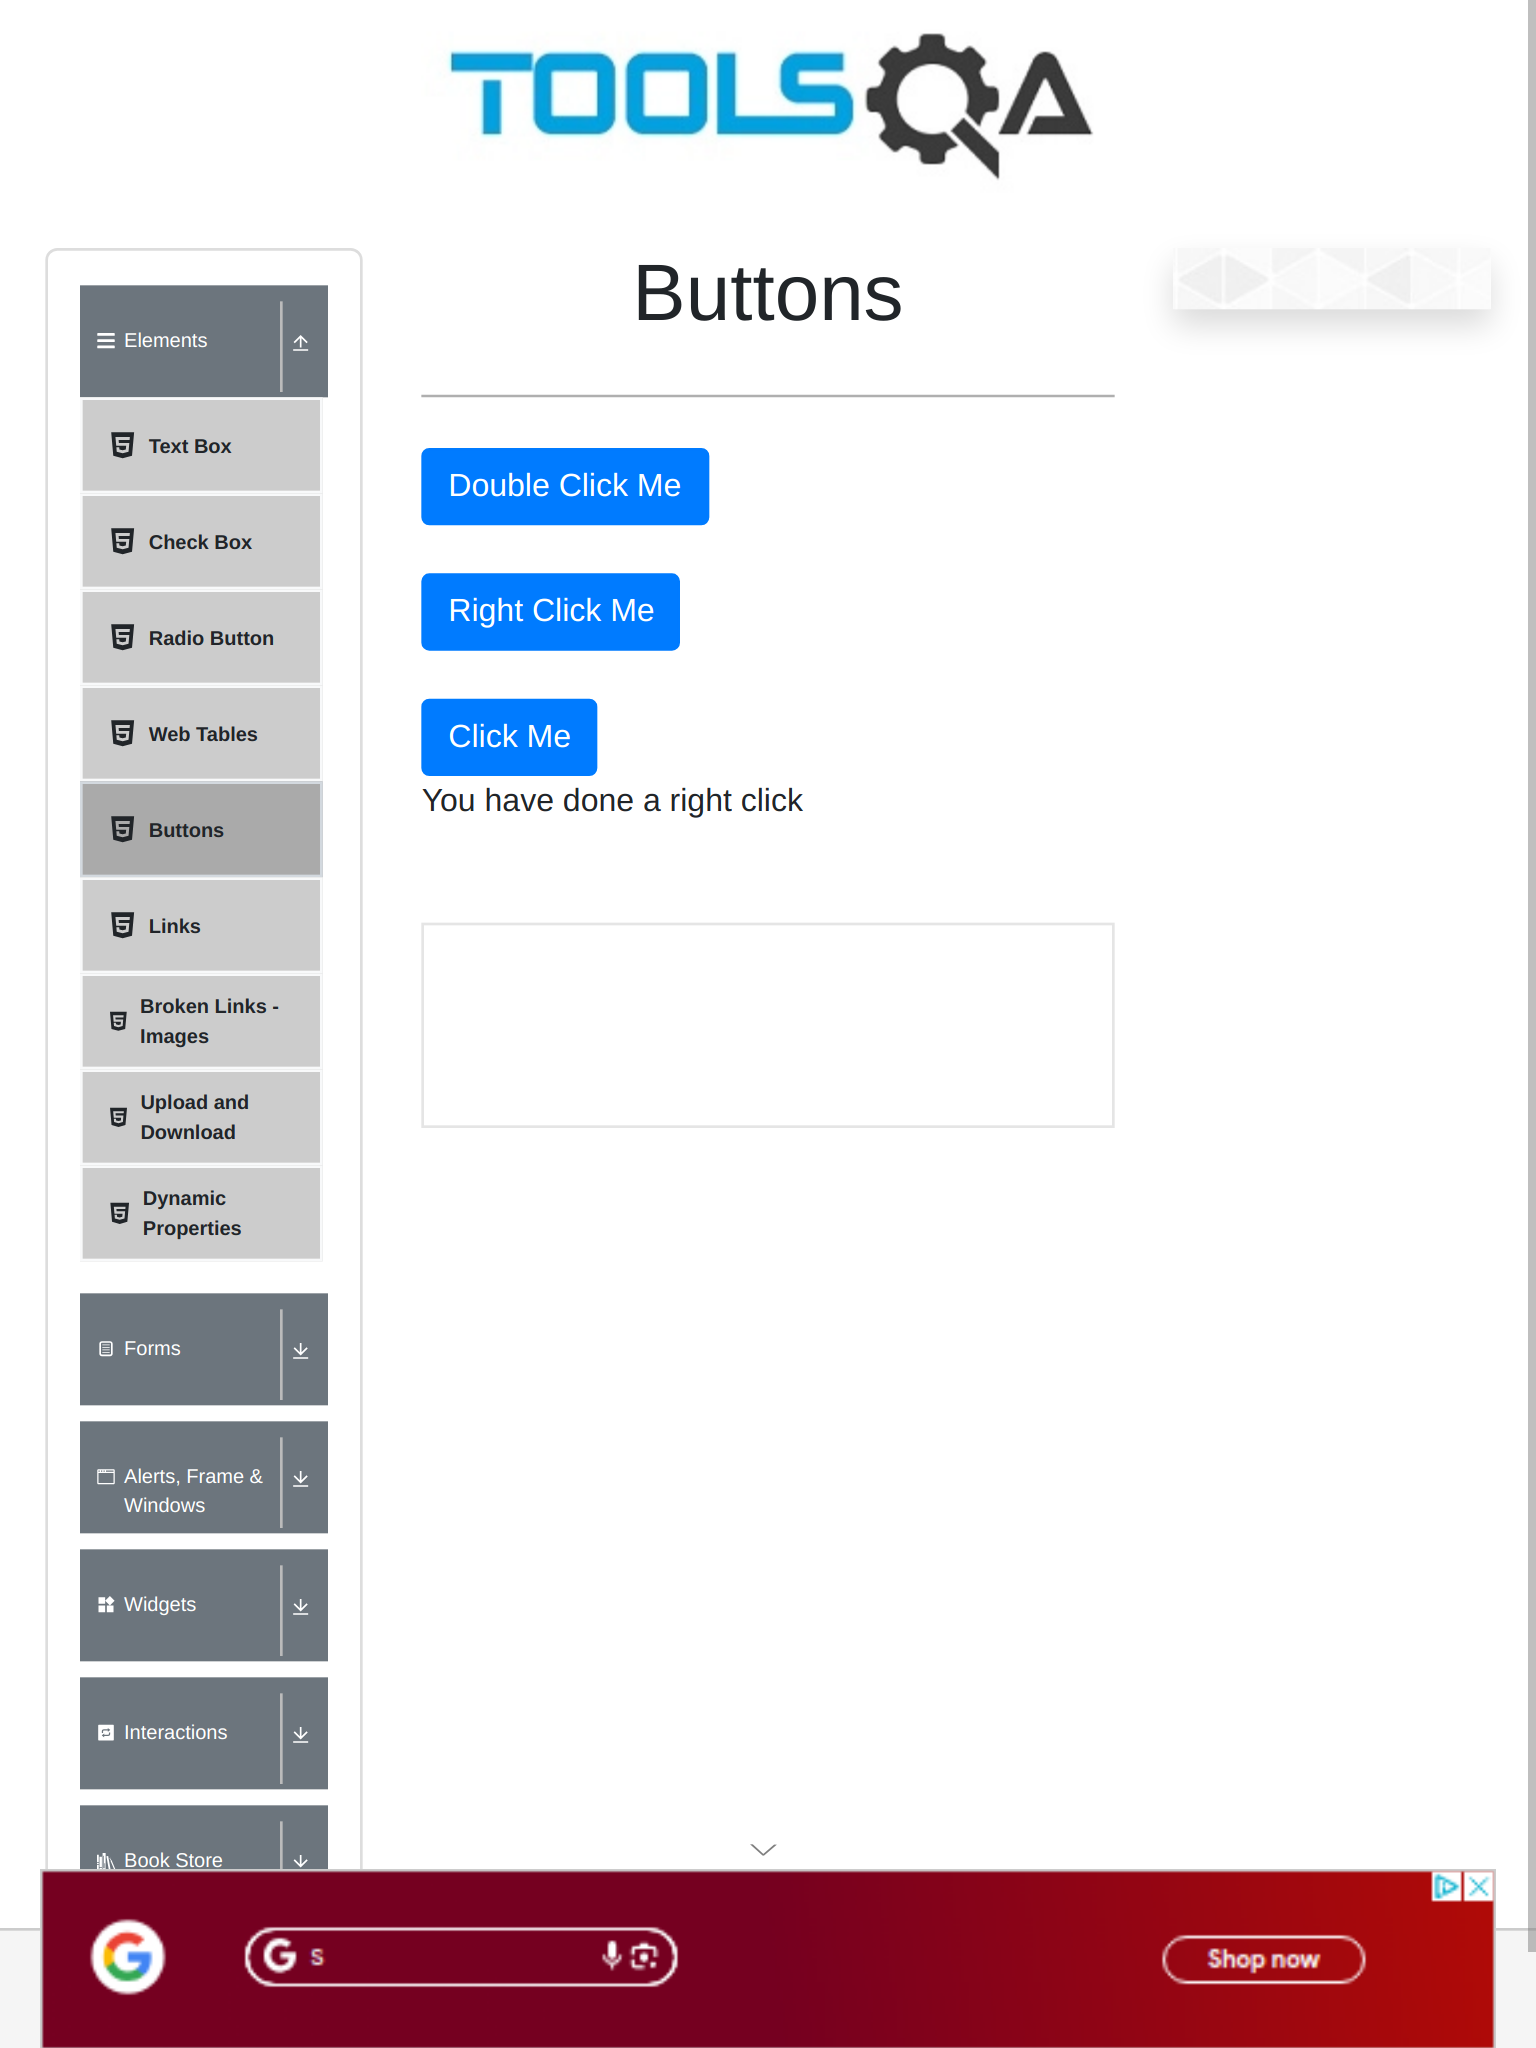 TOOLSQA
Buttons
Elements
Text Box
Check Box
Radio Button
Web Tables
Buttons
Links
Broken Links -
Images
Upload and
Download
Dynamic
Properties
Forms
Alerts, Frame &
Windows
Widgets
Interactions
Book Store
Double Click Me
Right Click Me
Click Me
You have done a right click
G
G s
Shop now